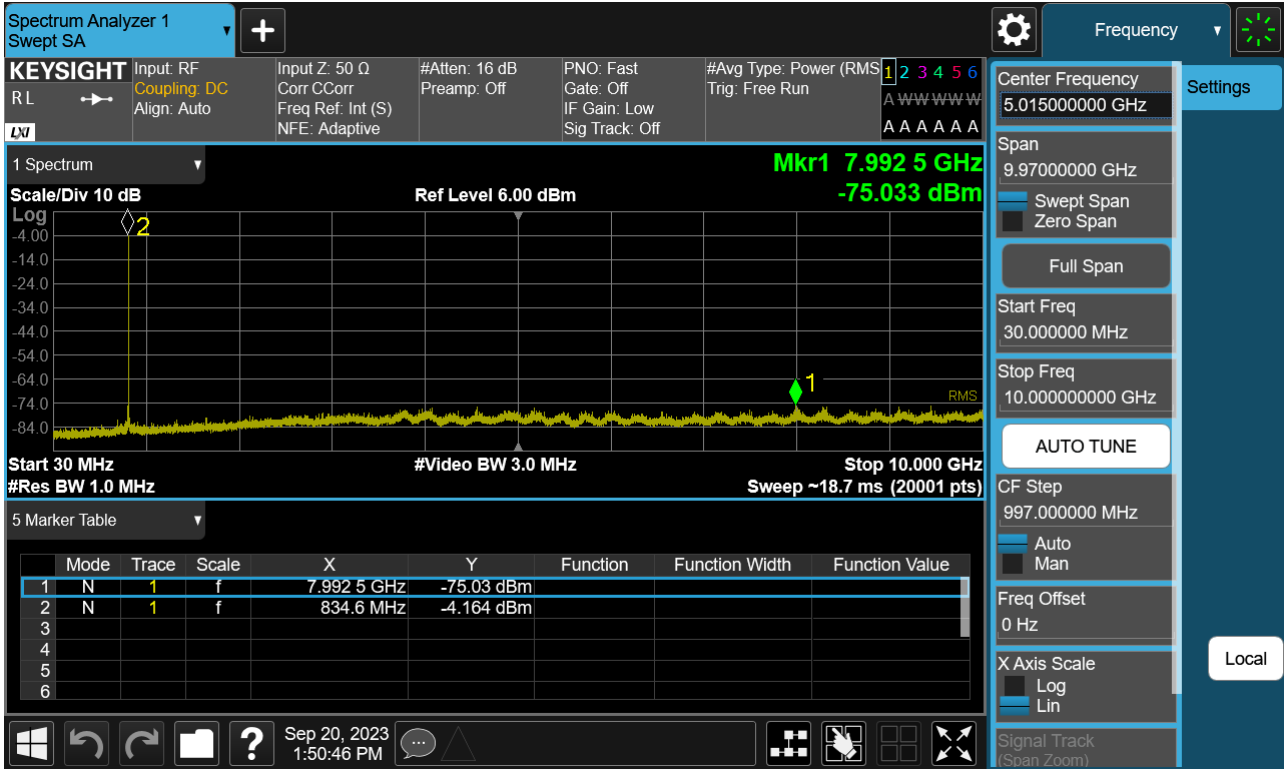 Spectrum Analyzer 1
Swept SA
+
Frequency
KEYSIGHT
R L
LXI
Input: RF
Coupling: DC
Align: Auto
Input Z: 50 Ω
Corr CCorr
Freq Ref: Int (S)
NFE: Adaptive
#Atten: 16 dB
Preamp: Off
PNO: Fast
Gate: Off
IF Gain: Low
Sig Track: Off
#Avg Type: Power (RMS
Trig: Free Run
1 2 3 4 5 6
A W W W W W
A A A A A A
1 Spectrum
Mkr1 7.992 5 GHz
-75.033 dBm
Scale/Div 10 dB
Ref Level 6.00 dBm
Log
-4.00
-14.0
-24.0
-34.0
-44.0
-54.0
-64.0
-74.0
-84.0
2
1
RMS
Start 30 MHz
#Video BW 3.0 MHz
Stop 10.000 GHz
#Res BW 1.0 MHz
Sweep ~18.7 ms (20001 pts)
5 Marker Table
Mode Trace Scale X Y Function Function Width Function Value
1 N 1 f 7.992 5 GHz -75.03 dBm
2 N 1 f 834.6 MHz -4.164 dBm
3
4
5
6
?
Sep 20, 2023
1:50:46 PM
...
Center Frequency
5.015000000 GHz
Settings
Span
9.97000000 GHz
Swept Span
Zero Span
Full Span
Start Freq
30.000000 MHz
Stop Freq
10.000000000 GHz
AUTO TUNE
CF Step
997.000000 MHz
Auto
Man
Freq Offset
0 Hz
X Axis Scale
Log
Lin
Local
Signal Track
(Span Zoom)